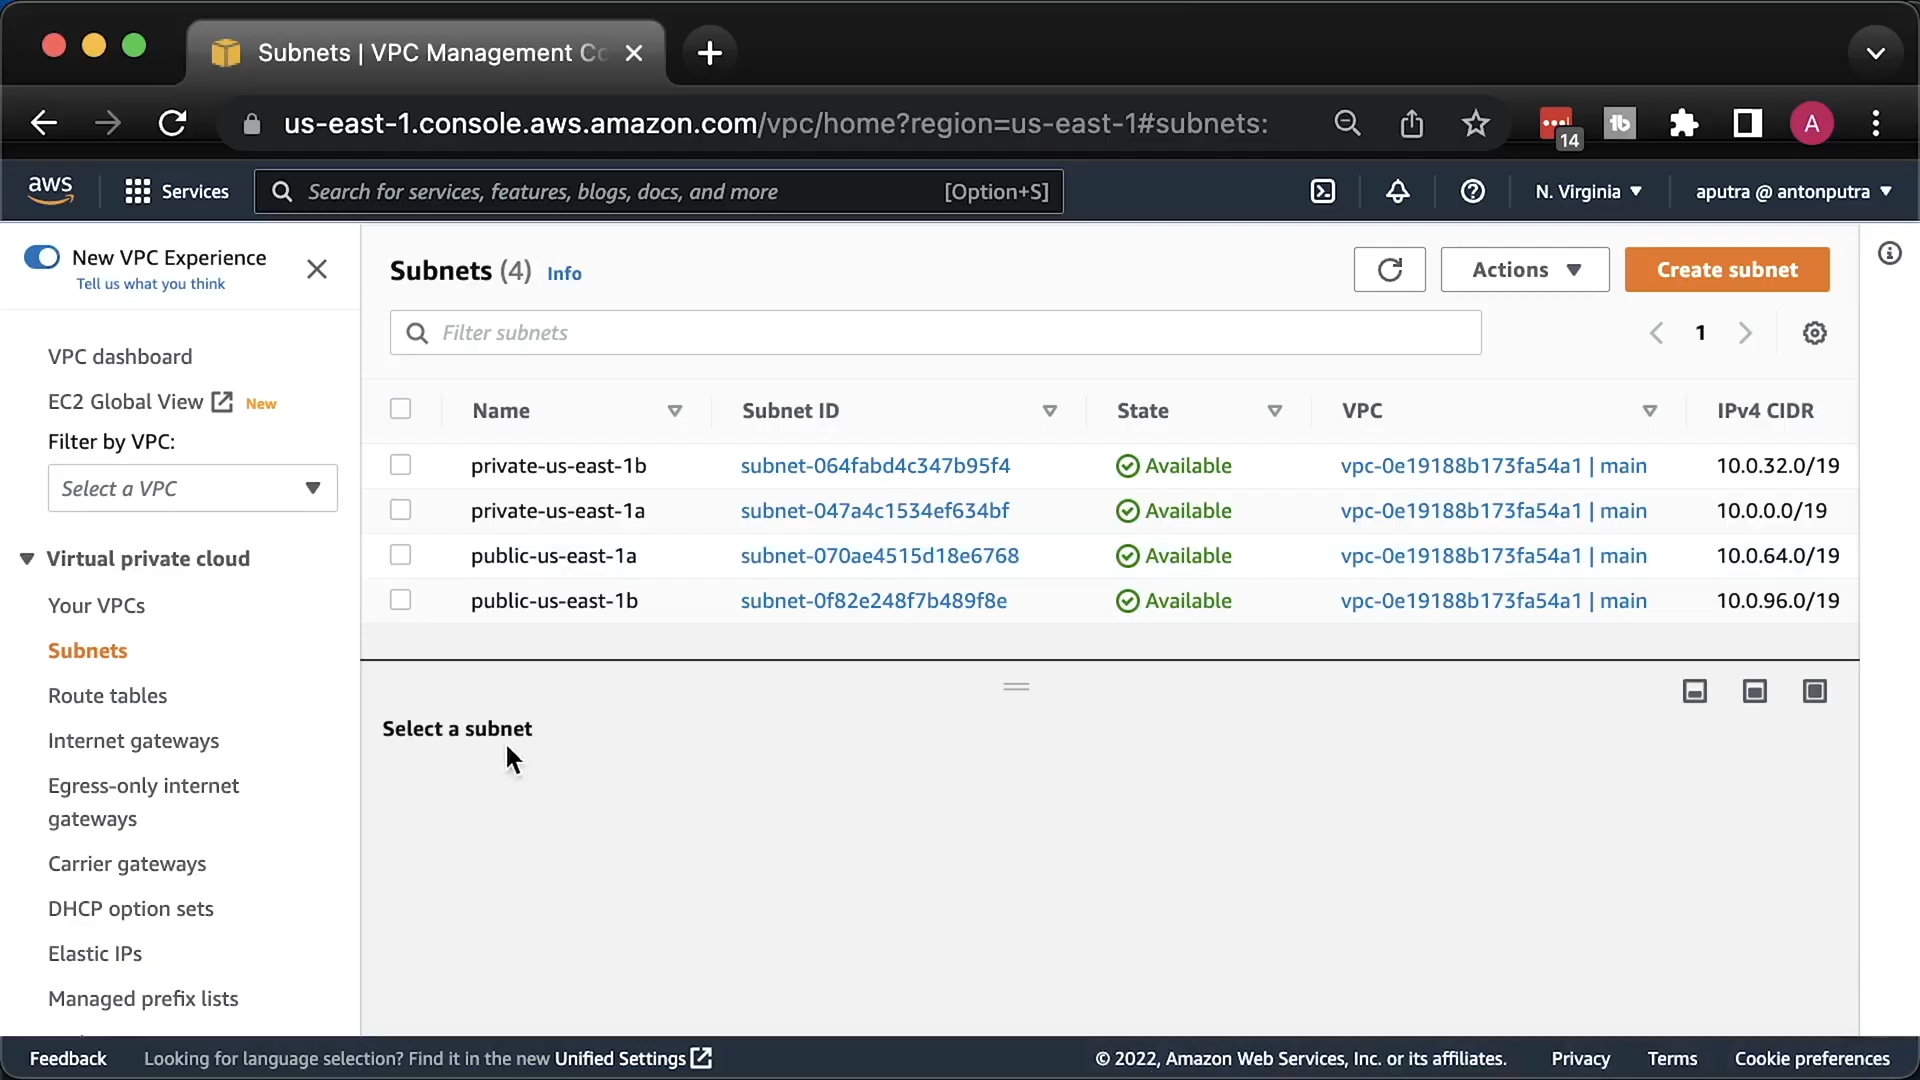 Subnets | VPC Management Co
us-east-1.console.aws.amazon.com/vpc/home?region=us-east-1#subnets:
14
A
aws
Services
Search for services, features, blogs, docs, and more
[Option+S]
N. Virginia
aputra @ antonputra
New VPC Experience
Tell us what you think
VPC dashboard
EC2 Global View
New
Filter by VPC:
Select a VPC
Virtual private cloud
Your VPCs
Subnets
Route tables
Internet gateways
Egress-only internet
gateways
Carrier gateways
DHCP option sets
Elastic IPs
Managed prefix lists
Subnets (4) Info
Actions
Create subnet
Filter subnets
1
Name Subnet ID State VPC IPv4 CIDR
private-us-east-1b subnet-064fabd4c347b95f4 Available vpc-0e19188b173fa54a1 | main 10.0.32.0/19
private-us-east-1a subnet-047a4c1534ef634bf Available vpc-0e19188b173fa54a1 | main 10.0.0.0/19
public-us-east-1a subnet-070ae4515d18e6768 Available vpc-0e19188b173fa54a1 | main 10.0.64.0/19
public-us-east-1b subnet-0f82e248f7b489f8e Available vpc-0e19188b173fa54a1 | main 10.0.96.0/19
Select a subnet
Feedback
Looking for language selection? Find it in the new Unified Settings
© 2022, Amazon Web Services, Inc. or its affiliates.
Privacy
Terms
Cookie preferences